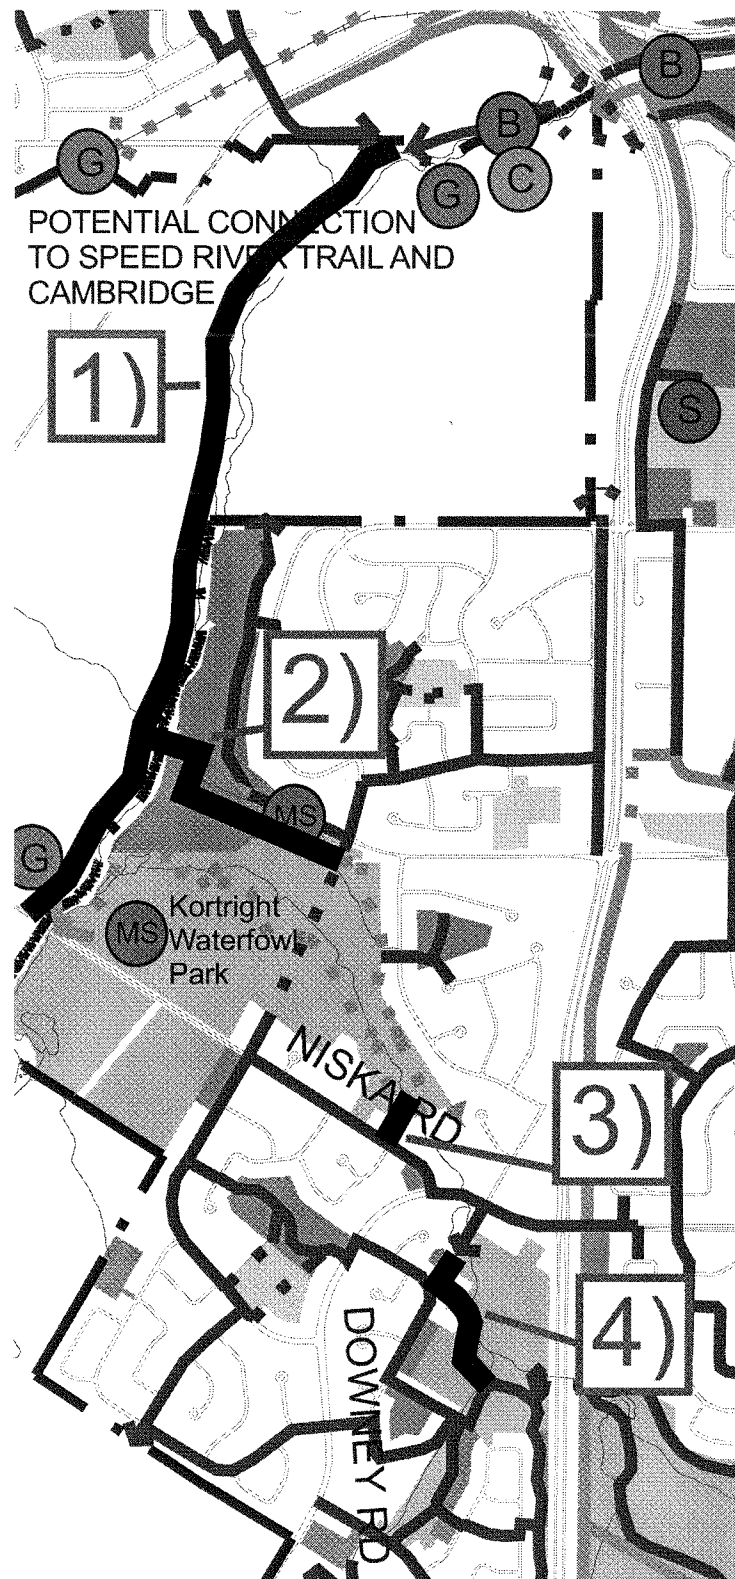 B
B
G
C
G
POTENTIAL CONNECTION
TO SPEED RIVER TRAIL AND
CAMBRIDGE
1)
S
2)
MS
G
MS
Kortright
Waterfowl
Park
NISKA RD
3)
4)
DOWNEY RD